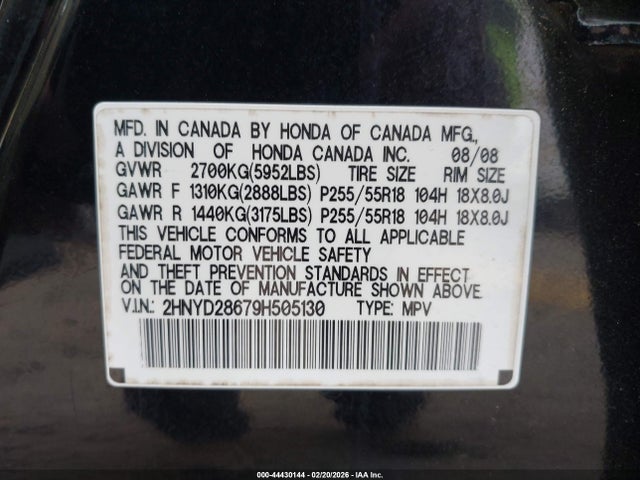 MFD. IN CANADA BY HONDA OF CANADA MFG.,
A DIVISION OF HONDA CANADA INC. 08/08
GVWR 2700KG(5952LBS) TIRE SIZE RIM SIZE
GAWR F 1310KG(2888LBS) P255/55R18 104H 18X8.0J
GAWR R 1440KG(3175LBS) P255/55R18 104H 18X8.0J
THIS VEHICLE CONFORMS TO ALL APPLICABLE
FEDERAL MOTOR VEHICLE SAFETY
AND THEFT PREVENTION STANDARDS IN EFFECT
ON THE DATE OF MANUFACTURE SHOWN ABOVE.
V.I.N.: 2HNYD28679H505130 TYPE: MPV
000-44430144 - 02/20/2026 - IAA Inc.